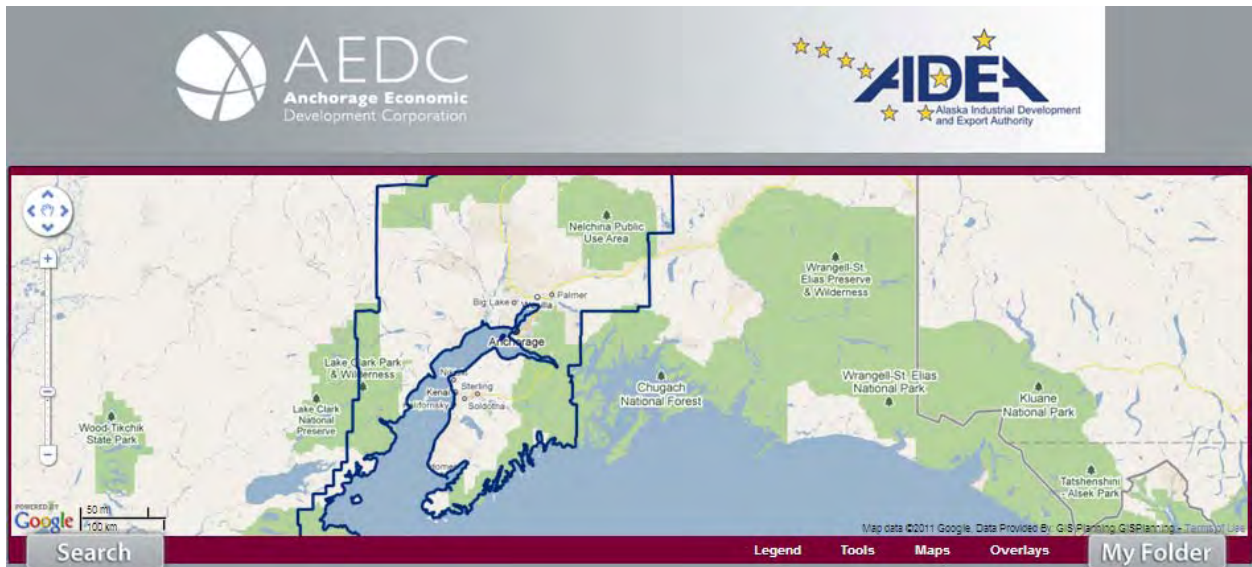 AEDC
Anchorage Economic
Development Corporation
AIDEA
Alaska Industrial Development
and Export Authority
Nelchina Public
Use Area
Wrangell-St.
Elias Preserve
& Wilderness
Big Lake
Palmer
Anchorage
Lake Clark Park
& Wilderness
Sterling
Kenai
Soldotna
Lake Clark
National
Preserve
Chugach
National Forest
Wrangell-St. Elias
National Park
Kluane
National Park
Wood-Tikchik
State Park
Homer
Tatshenshini
- Alsek Park
POWERED BY
Google
50 mi
100 km
Map data ©2011 Google, Data Provided By: GIS Planning GISPlanning - Terms of Use
Search
Legend
Tools
Maps
Overlays
My Folder